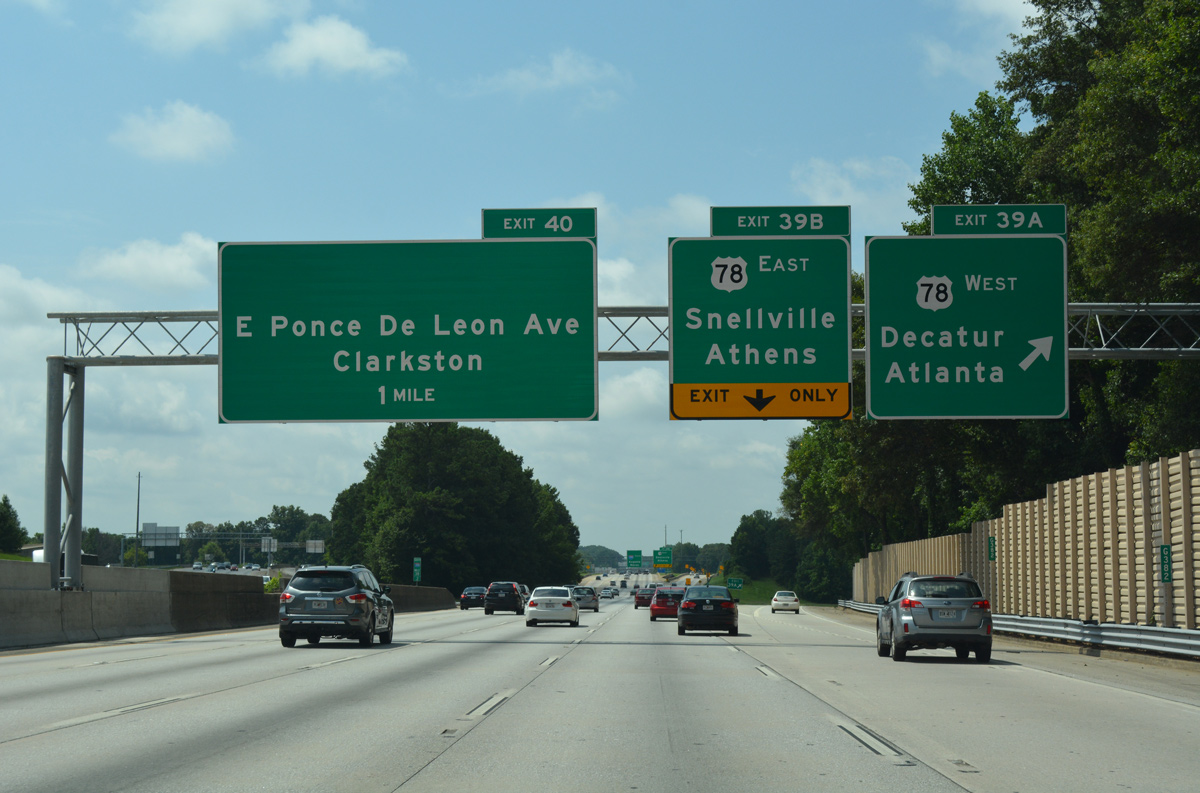 EXIT 40
E Ponce De Leon Ave
Clarkston
1 MILE
EXIT 39B
78 EAST
Snellville
Athens
EXIT ONLY
EXIT 39A
78 WEST
Decatur
Atlanta